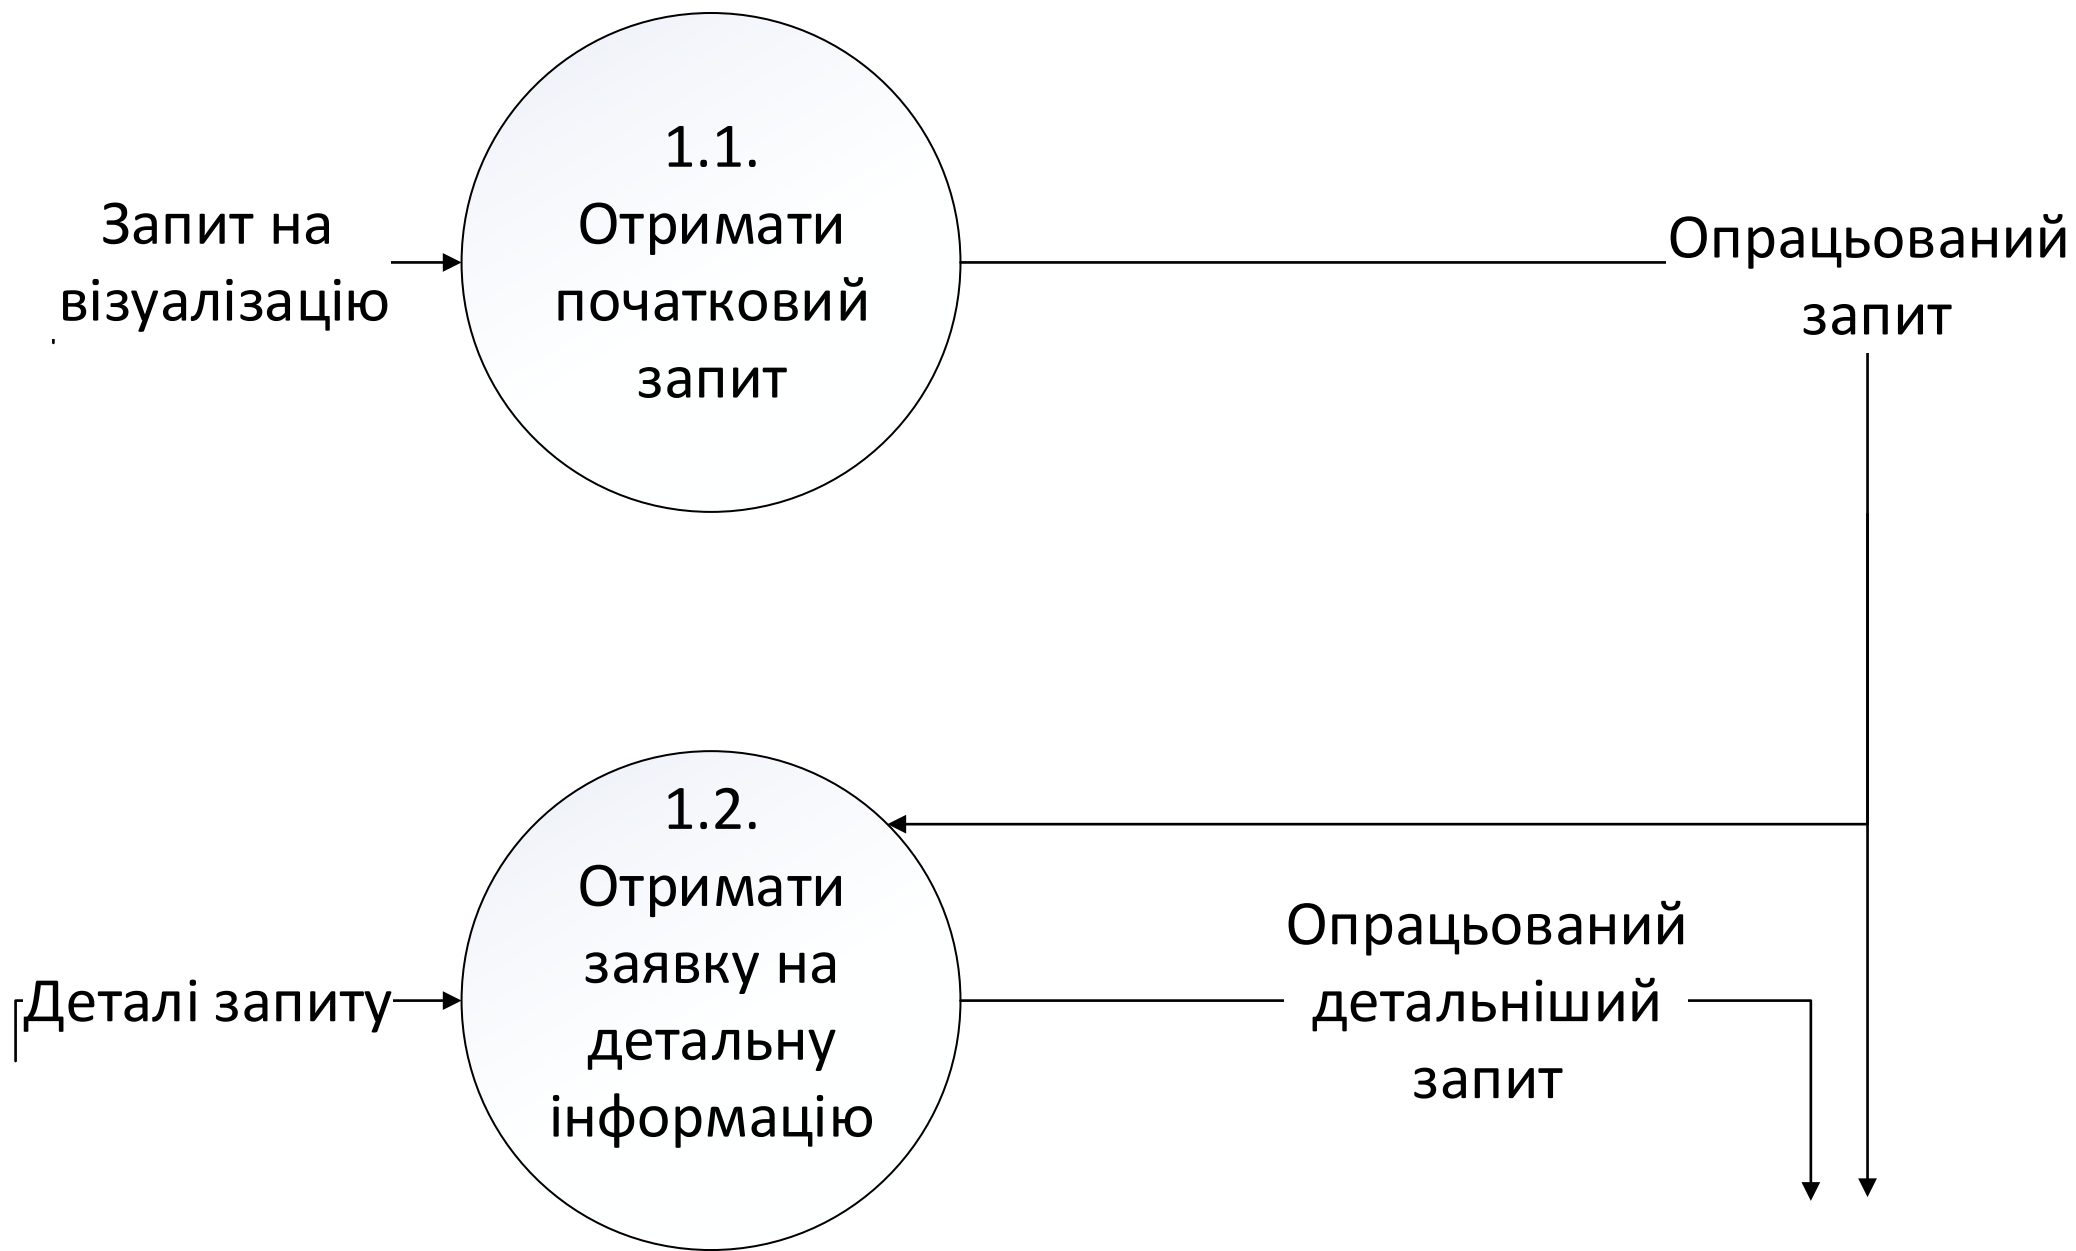 Запит на
візуалізацію
1.1.
Отримати
початковий
запит
Опрацьований
запит
Деталі запиту
1.2.
Отримати
заявку на
детальну
інформацію
Опрацьований
детальніший
запит